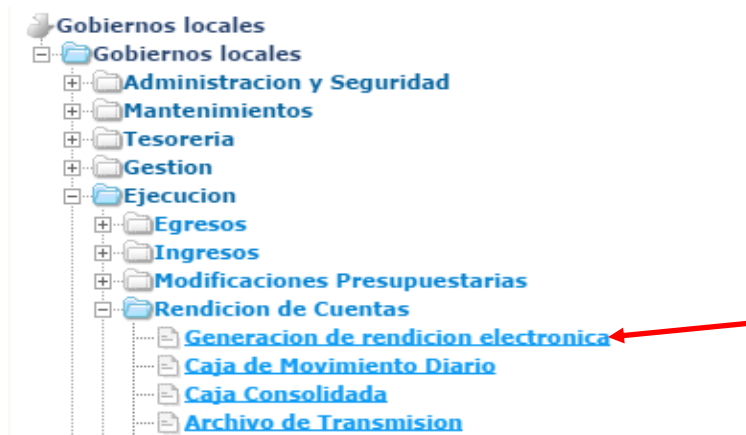 Gobiernos locales
Gobiernos locales
Administracion y Seguridad
Mantenimientos
Tesoreria
Gestion
Ejecucion
Egresos
Ingresos
Modificaciones Presupuestarias
Rendicion de Cuentas
Generacion de rendicion electronica
Caja de Movimiento Diario
Caja Consolidada
Archivo de Transmision